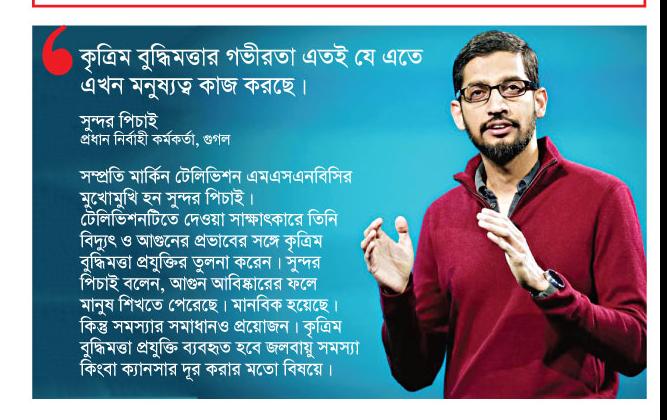 কৃত্রিম বুদ্ধিমত্তার গভীরতা এতই যে এতে
এখন মনুষ্যত্ব কাজ করছে।
সুন্দর পিচাই
প্রধান নির্বাহী কর্মকর্তা, গুগল
সম্প্রতি মার্কিন টেলিভিশন এমএসএনবিসির
মুখোমুখি হন সুন্দর পিচাই।
টেলিভিশনটিতে দেওয়া সাক্ষাৎকারে তিনি
বিদ্যুৎ ও আগুনের প্রভাবের সঙ্গে কৃত্রিম
বুদ্ধিমত্তা প্রযুক্তির তুলনা করেন। সুন্দর
পিচাই বলেন, আগুন আবিষ্কারের ফলে
মানুষ শিখতে পেরেছে। মানবিক হয়েছে।
কিন্তু সমস্যার সমাধানও প্রয়োজন। কৃত্রিম
বুদ্ধিমত্তা প্রযুক্তি ব্যবহৃত হবে জলবায়ু সমস্যা
কিংবা ক্যানসার দূর করার মতো বিষয়ে।